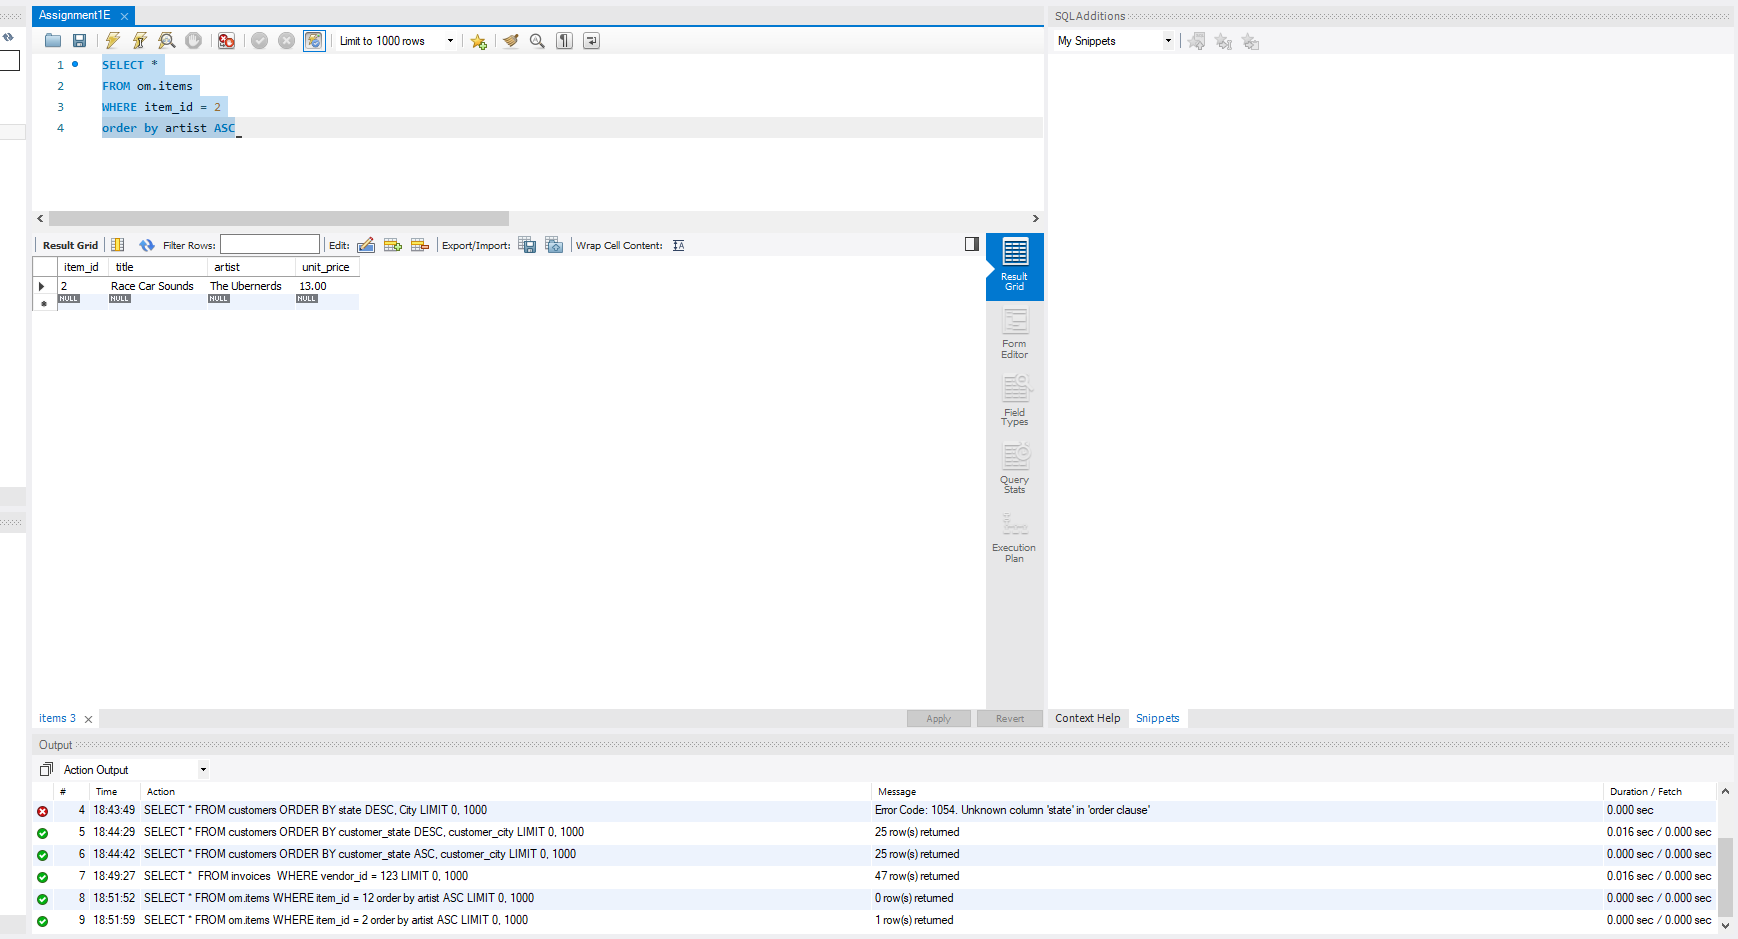 Assignment1E
SQLAdditions
Limit to 1000 rows
My Snippets
1 SELECT *
2 FROM om.items
3 WHERE item_id = 2
4 order by artist ASC
Result Grid Filter Rows: Edit: Export/Import: Wrap Cell Content:
item_id title artist unit_price
2 Race Car Sounds The Ubernerds 13.00
NULL NULL NULL NULL
Result
Grid
Form
Editor
Field
Types
Query
Stats
Execution
Plan
items 3 Apply Revert
Context Help Snippets
Output
Action Output
# Time Action Message Duration / Fetch
4 18:43:49 SELECT * FROM customers ORDER BY state DESC, City LIMIT 0, 1000 Error Code: 1054. Unknown column 'state' in 'order clause' 0.000 sec
5 18:44:29 SELECT * FROM customers ORDER BY customer_state DESC, customer_city LIMIT 0, 1000 25 row(s) returned 0.016 sec / 0.000 sec
6 18:44:42 SELECT * FROM customers ORDER BY customer_state ASC, customer_city LIMIT 0, 1000 25 row(s) returned 0.000 sec / 0.000 sec
7 18:49:27 SELECT *  FROM invoices  WHERE vendor_id = 123 LIMIT 0, 1000 47 row(s) returned 0.016 sec / 0.000 sec
8 18:51:52 SELECT * FROM om.items WHERE item_id = 12 order by artist ASC LIMIT 0, 1000 0 row(s) returned 0.000 sec / 0.000 sec
9 18:51:59 SELECT * FROM om.items WHERE item_id = 2 order by artist ASC LIMIT 0, 1000 1 row(s) returned 0.000 sec / 0.000 sec